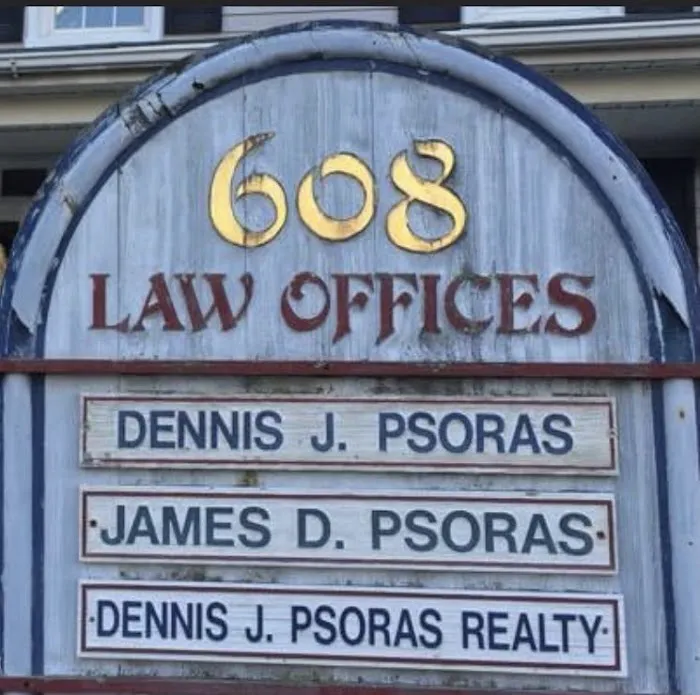 608
LAW OFFICES
DENNIS J. PSORAS
JAMES D. PSORAS
DENNIS J. PSORAS REALTY